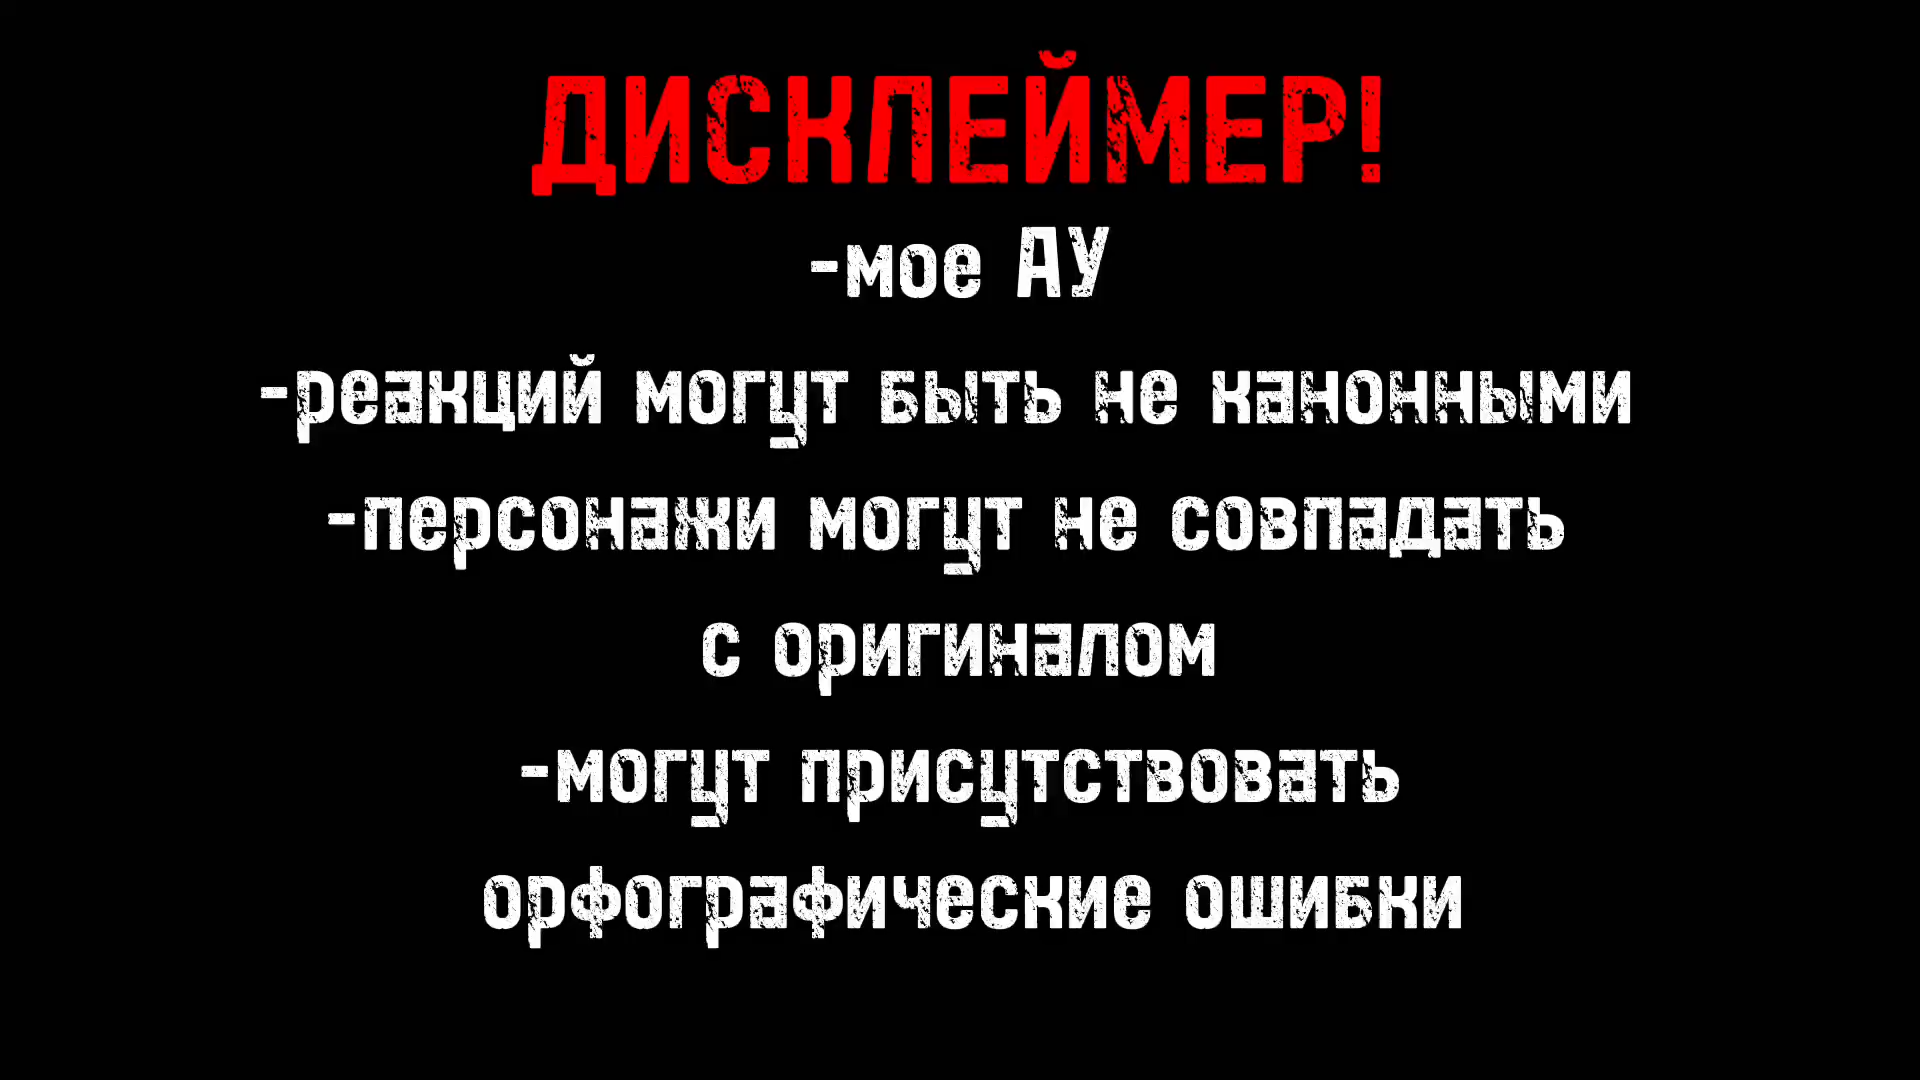 ДИСКЛЕЙМЕР!
-мое АУ
-реакций могут быть не канонными
-персонажи могут не совпадать
с оригиналом
-могут присутствовать
орфографические ошибки